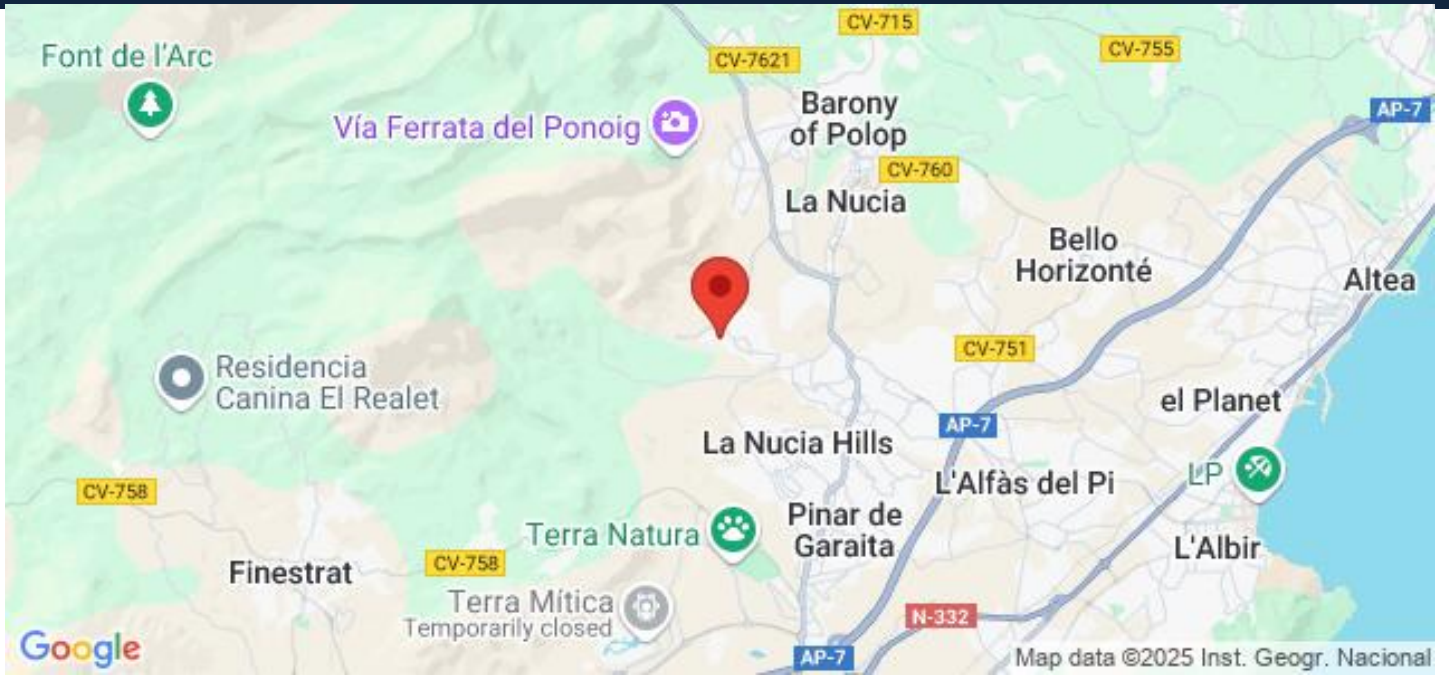 CV-715
Font de l'Arc
CV-7621
CV-755
Barony
of Polop
AP-7
Vía Ferrata del Ponoig
CV-760
La Nucia
Bello
Horizonté
Altea
CV-751
Residencia
Canina El Realet
el Planet
AP-7
La Nucia Hills
LP
L'Alfàs del Pi
CV-758
Pinar de
Garaita
Terra Natura
L'Albir
Finestrat
CV-758
Terra Mítica
Temporarily closed
N-332
Google
AP-7
Map data ©2025 Inst. Geogr. Nacional